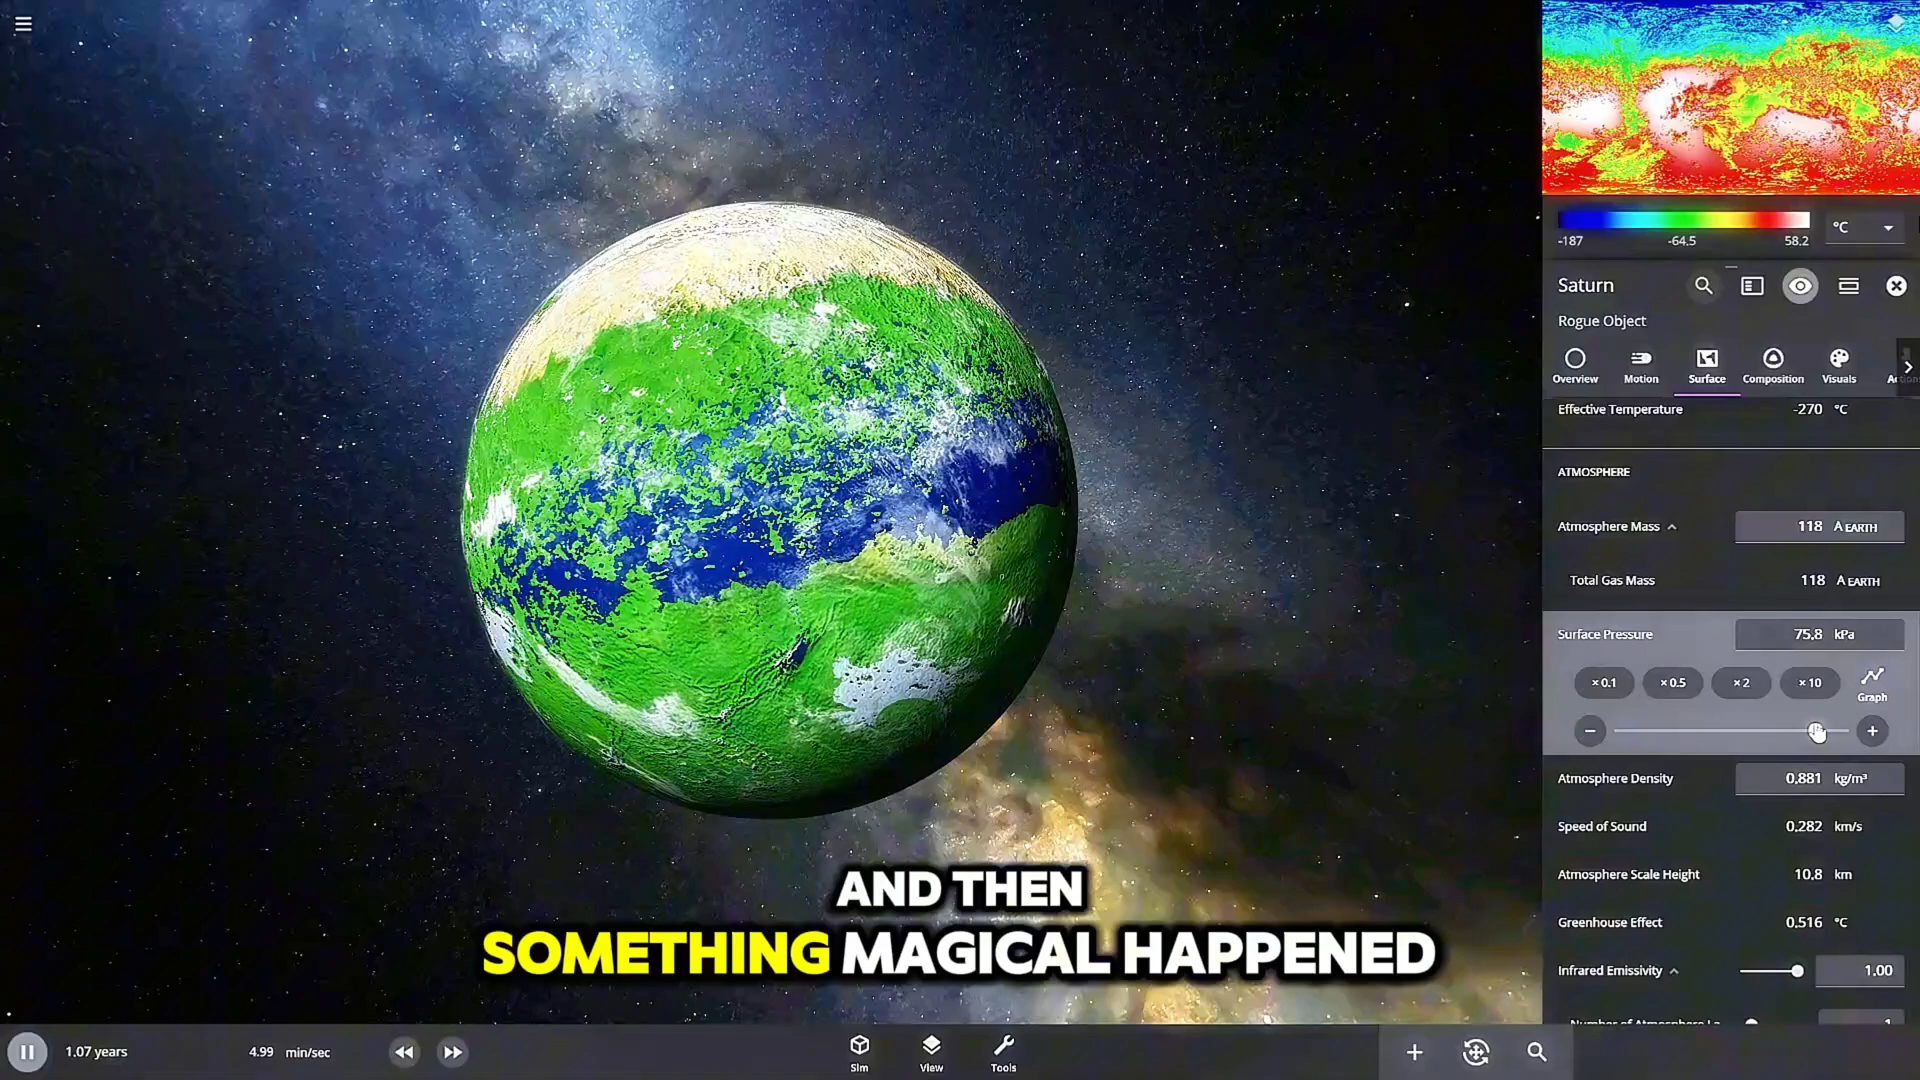 -187 -64.5 58.2 °C
Saturn
Rogue Object
Overview Motion Surface Composition Visuals
Effective Temperature -270 °C
ATMOSPHERE
Atmosphere Mass 118 A EARTH
Total Gas Mass 118 A EARTH
Surface Pressure 75.8 kPa
×0.1 ×0.5 ×2 ×10 Graph
Atmosphere Density 0.881 kg/m³
Speed of Sound 0.282 km/s
Atmosphere Scale Height 10.8 km
Greenhouse Effect 0.516 °C
Infrared Emissivity 1.00
Number of Atmosphere La
AND THEN
SOMETHING MAGICAL HAPPENED
1.07 years 4.99 min/sec Sim View Tools